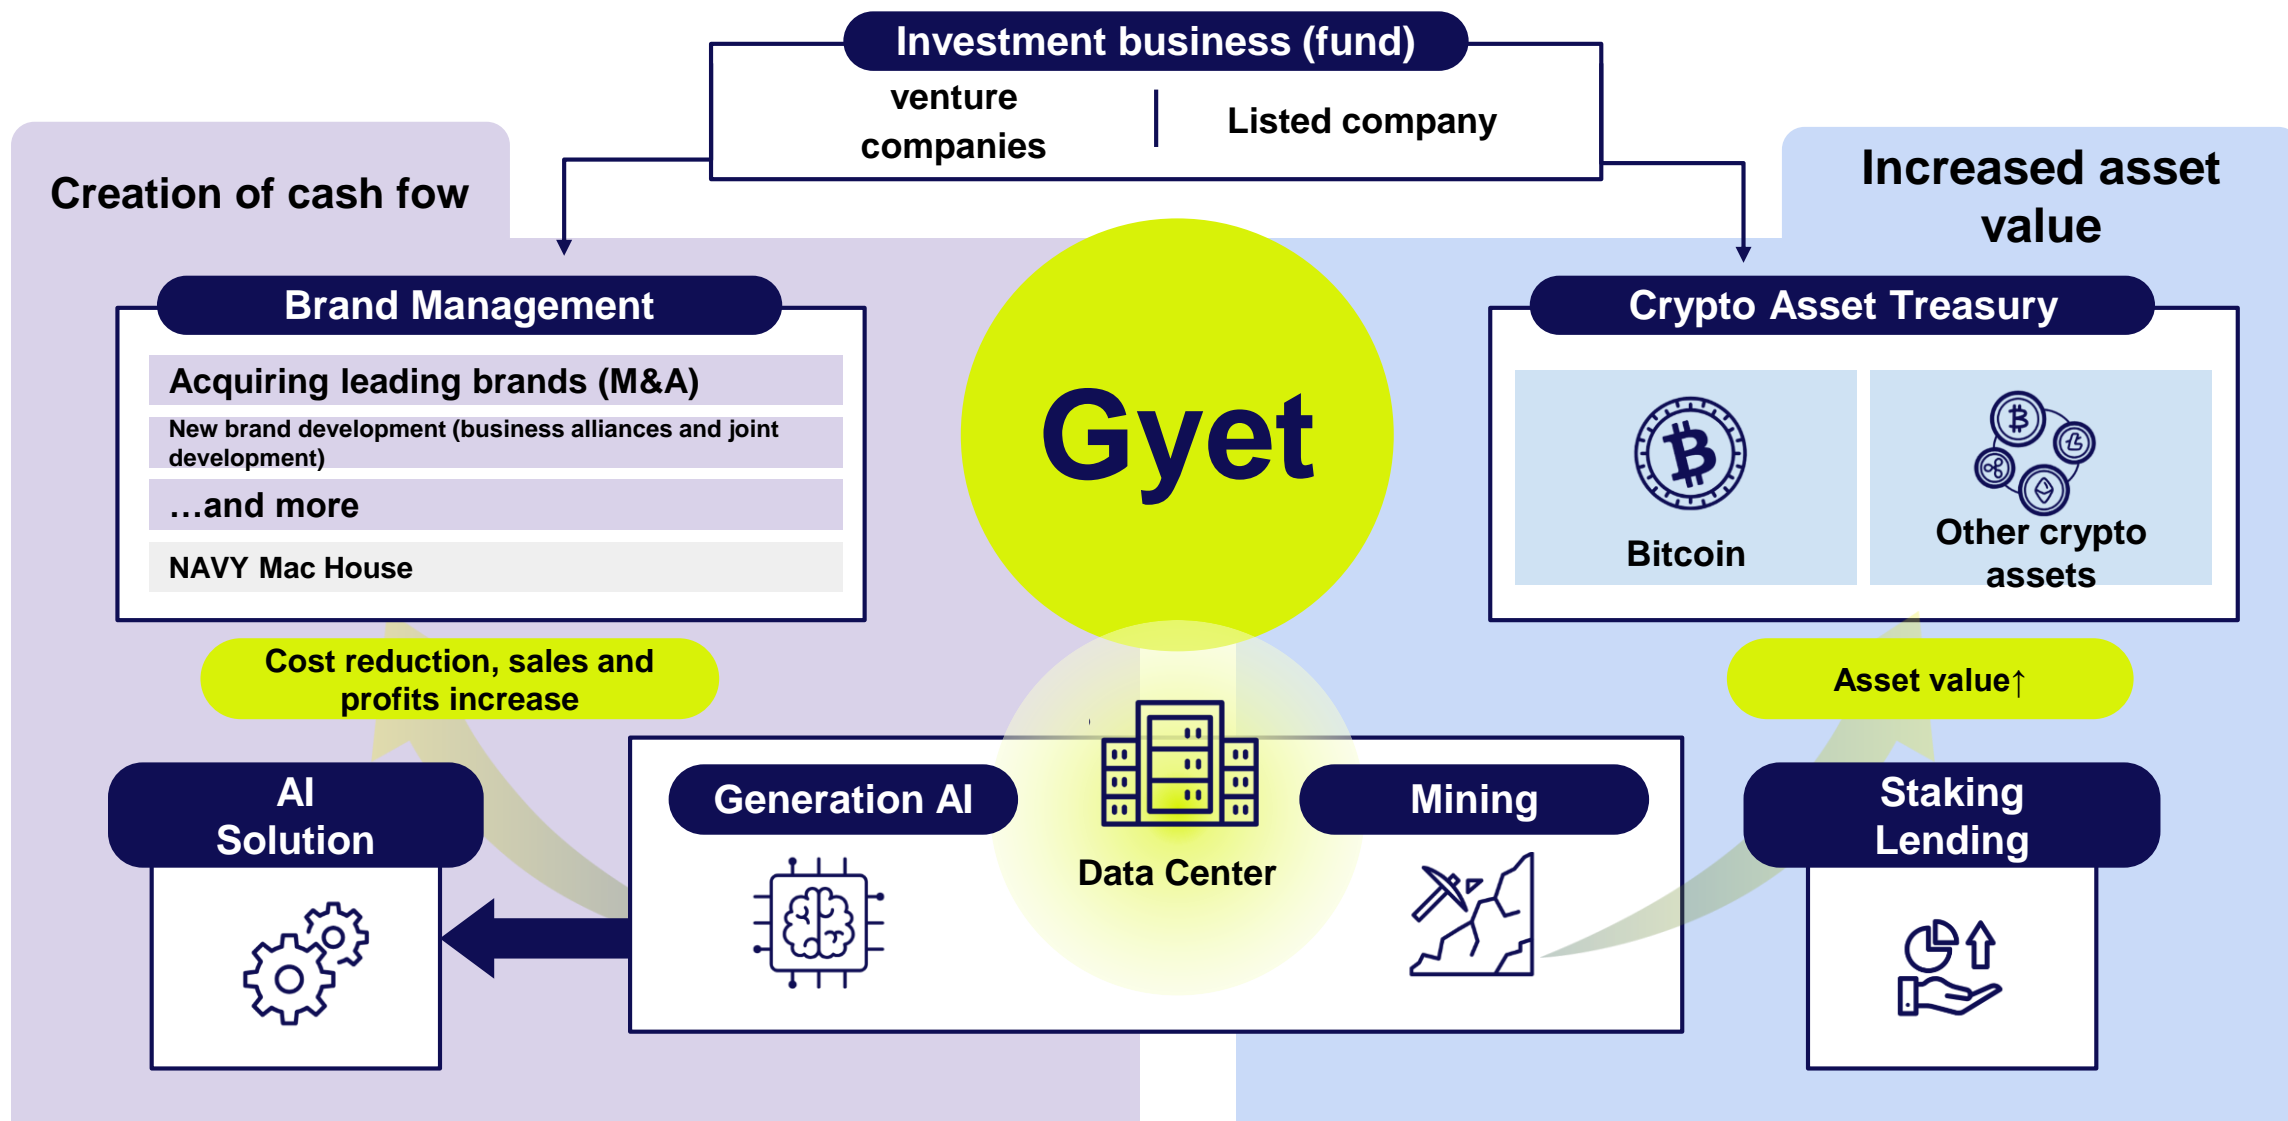 Investment business (fund)
venture
companies
Listed company
Creation of cash fow
Increased asset
value
Brand Management
Acquiring leading brands (M&A)
New brand development (business alliances and joint
development)
…and more
NAVY Mac House
Gyet
Crypto Asset Treasury
Bitcoin
Other crypto
assets
Cost reduction, sales and
profits increase
Asset value↑
AI
Solution
Generation AI
Data Center
Mining
Staking
Lending